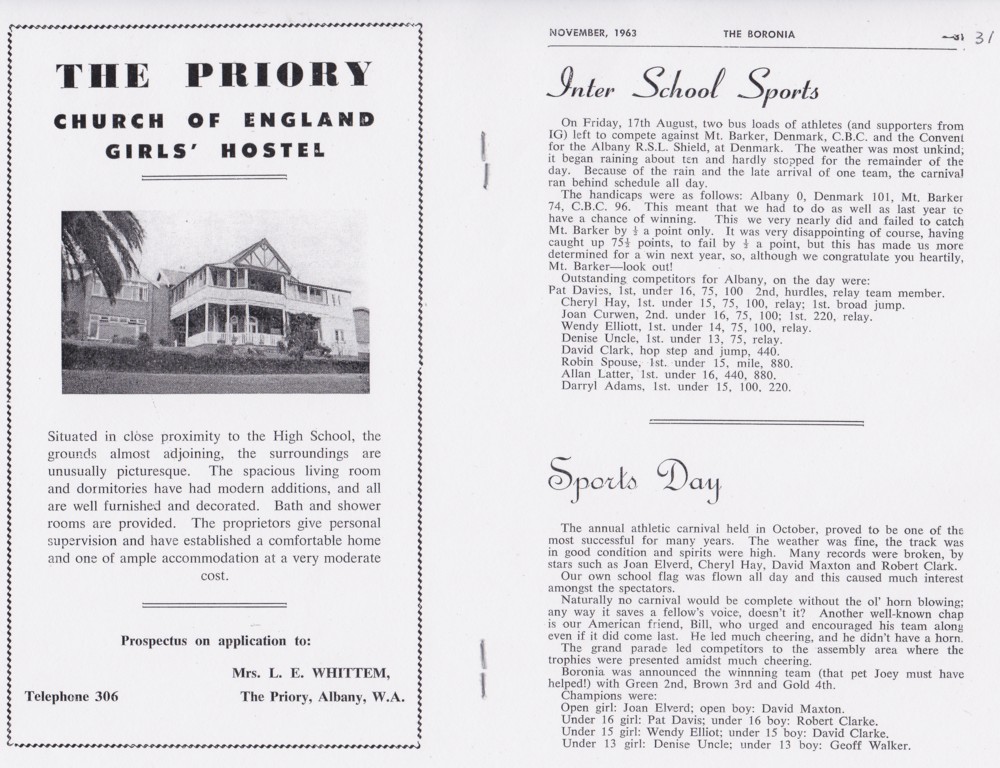 THE PRIORY
CHURCH OF ENGLAND
GIRLS' HOSTEL
Situated in close proximity to the High School, the
grounds almost adjoining, the surroundings are
unusually picturesque. The spacious living room
and dormitories have had modern additions, and all
are well furnished and decorated. Bath and shower
rooms are provided. The proprietors give personal
supervision and have established a comfortable home
and one of ample accommodation at a very moderate
cost.
Prospectus on application to:
Mrs. L. E. WHITTEM,
Telephone 306 The Priory, Albany, W.A.
NOVEMBER, 1963 THE BORONIA 31
Inter School Sports
On Friday, 17th August, two bus loads of athletes (and supporters from
IG) left to compete against Mt. Barker, Denmark, C.B.C. and the Convent
for the Albany R.S.L. Shield, at Denmark. The weather was most unkind;
it began raining about ten and hardly stopped for the remainder of the
day. Because of the rain and the late arrival of one team, the carnival
ran behind schedule all day.
The handicaps were as follows: Albany 0, Denmark 101, Mt. Barker
74, C.B.C. 96. This meant that we had to do as well as last year to
have a chance of winning. This we very nearly did and failed to catch
Mt. Barker by ½ a point only. It was very disappointing of course, having
caught up 75½ points, to fail by ½ a point, but this has made us more
determined for a win next year, so, although we congratulate you heartily,
Mt. Barker—look out!
Outstanding competitors for Albany, on the day were:
Pat Davies, 1st, under 16, 75, 100 2nd, hurdles, relay team member.
Cheryl Hay, 1st. under 15, 75, 100, relay; 1st. broad jump.
Joan Curwen, 2nd. under 16, 75, 100; 1st. 220, relay.
Wendy Elliott, 1st. under 14, 75, 100, relay.
Denise Uncle, 1st. under 13, 75, relay.
David Clark, hop step and jump, 440.
Robin Spouse, 1st. under 15, mile, 880.
Allan Latter, 1st. under 16, 440, 880.
Darryl Adams, 1st. under 15, 100, 220.
Sports Day
The annual athletic carnival held in October, proved to be one of the
most successful for many years. The weather was fine, the track was
in good condition and spirits were high. Many records were broken, by
stars such as Joan Elverd, Cheryl Hay, David Maxton and Robert Clark.
Our own school flag was flown all day and this caused much interest
amongst the spectators.
Naturally no carnival would be complete without the ol' horn blowing;
any way it saves a fellow's voice, doesn't it? Another well-known chap
is our American friend, Bill, who urged and encouraged his team along
even if it did come last. He led much cheering, and he didn't have a horn.
The grand parade led competitors to the assembly area where the
trophies were presented amidst much cheering.
Boronia was announced the winnning team (that pet Joey must have
helped!) with Green 2nd, Brown 3rd and Gold 4th.
Champions were:
Open girl: Joan Elverd; open boy: David Maxton.
Under 16 girl: Pat Davis; under 16 boy: Robert Clarke.
Under 15 girl: Wendy Elliot; under 15 boy: David Clarke.
Under 13 girl: Denise Uncle; under 13 boy: Geoff Walker.